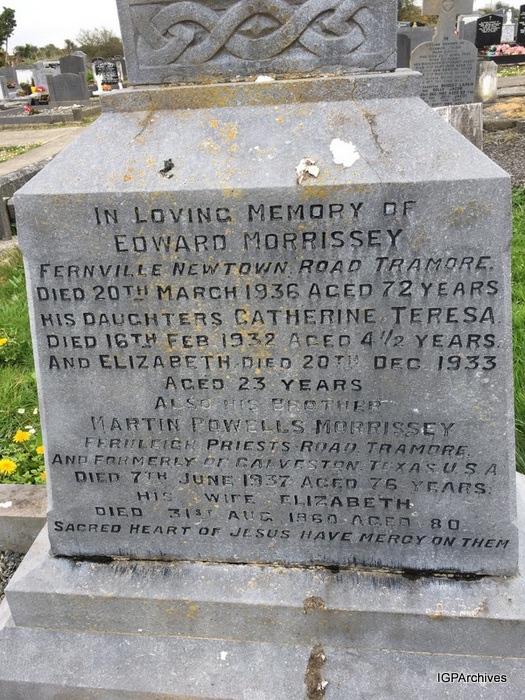 IN LOVING MEMORY OF
EDWARD MORRISSEY
FERNVILLE NEWTOWN ROAD TRAMORE.
DIED 20TH MARCH 1936 AGED 72 YEARS
HIS DAUGHTERS CATHERINE TERESA
DIED 16TH FEB 1932 AGED 4½ YEARS.
AND ELIZABETH DIED 20TH DEC 1933
AGED 23 YEARS
ALSO HIS BROTHER
MARTIN POWELLS MORRISSEY
FERNLEIGH PRIESTS ROAD TRAMORE.
AND FORMERLY OF GALVESTON TEXAS U.S.A
DIED 7TH JUNE 1937 AGED 76 YEARS.
HIS WIFE ELIZABETH
DIED 31ST AUG 1960 AGED 80
SACRED HEART OF JESUS HAVE MERCY ON THEM
IGPArchives